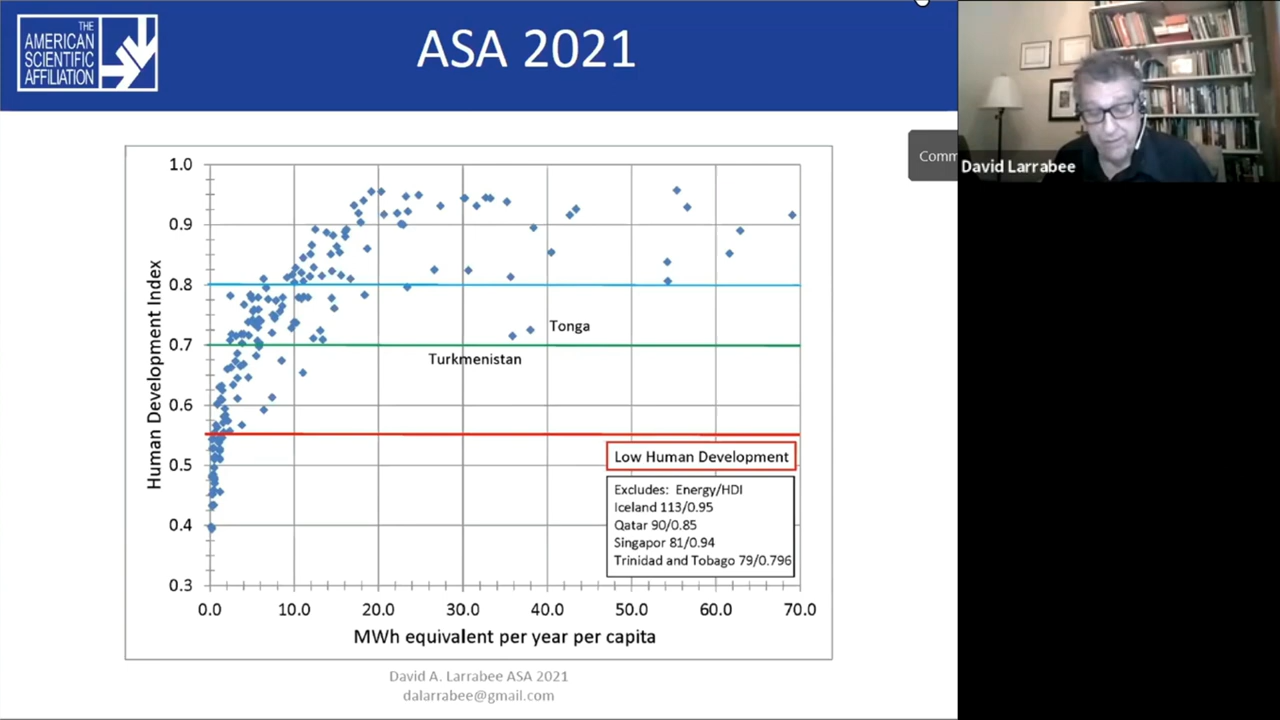 THE
AMERICAN
SCIENTIFIC
AFFILIATION
ASA 2021
Comm
David Larrabee
Human Development Index
1.0
0.9
0.8
0.7
0.6
0.5
0.4
0.3
Tonga
Turkmenistan
Low Human Development
Excludes: Energy/HDI
Iceland 113/0.95
Qatar 90/0.85
Singapor 81/0.94
Trinidad and Tobago 79/0.796
0.0 10.0 20.0 30.0 40.0 50.0 60.0 70.0
MWh equivalent per year per capita
David A. Larrabee ASA 2021
dalarrabee@gmail.com